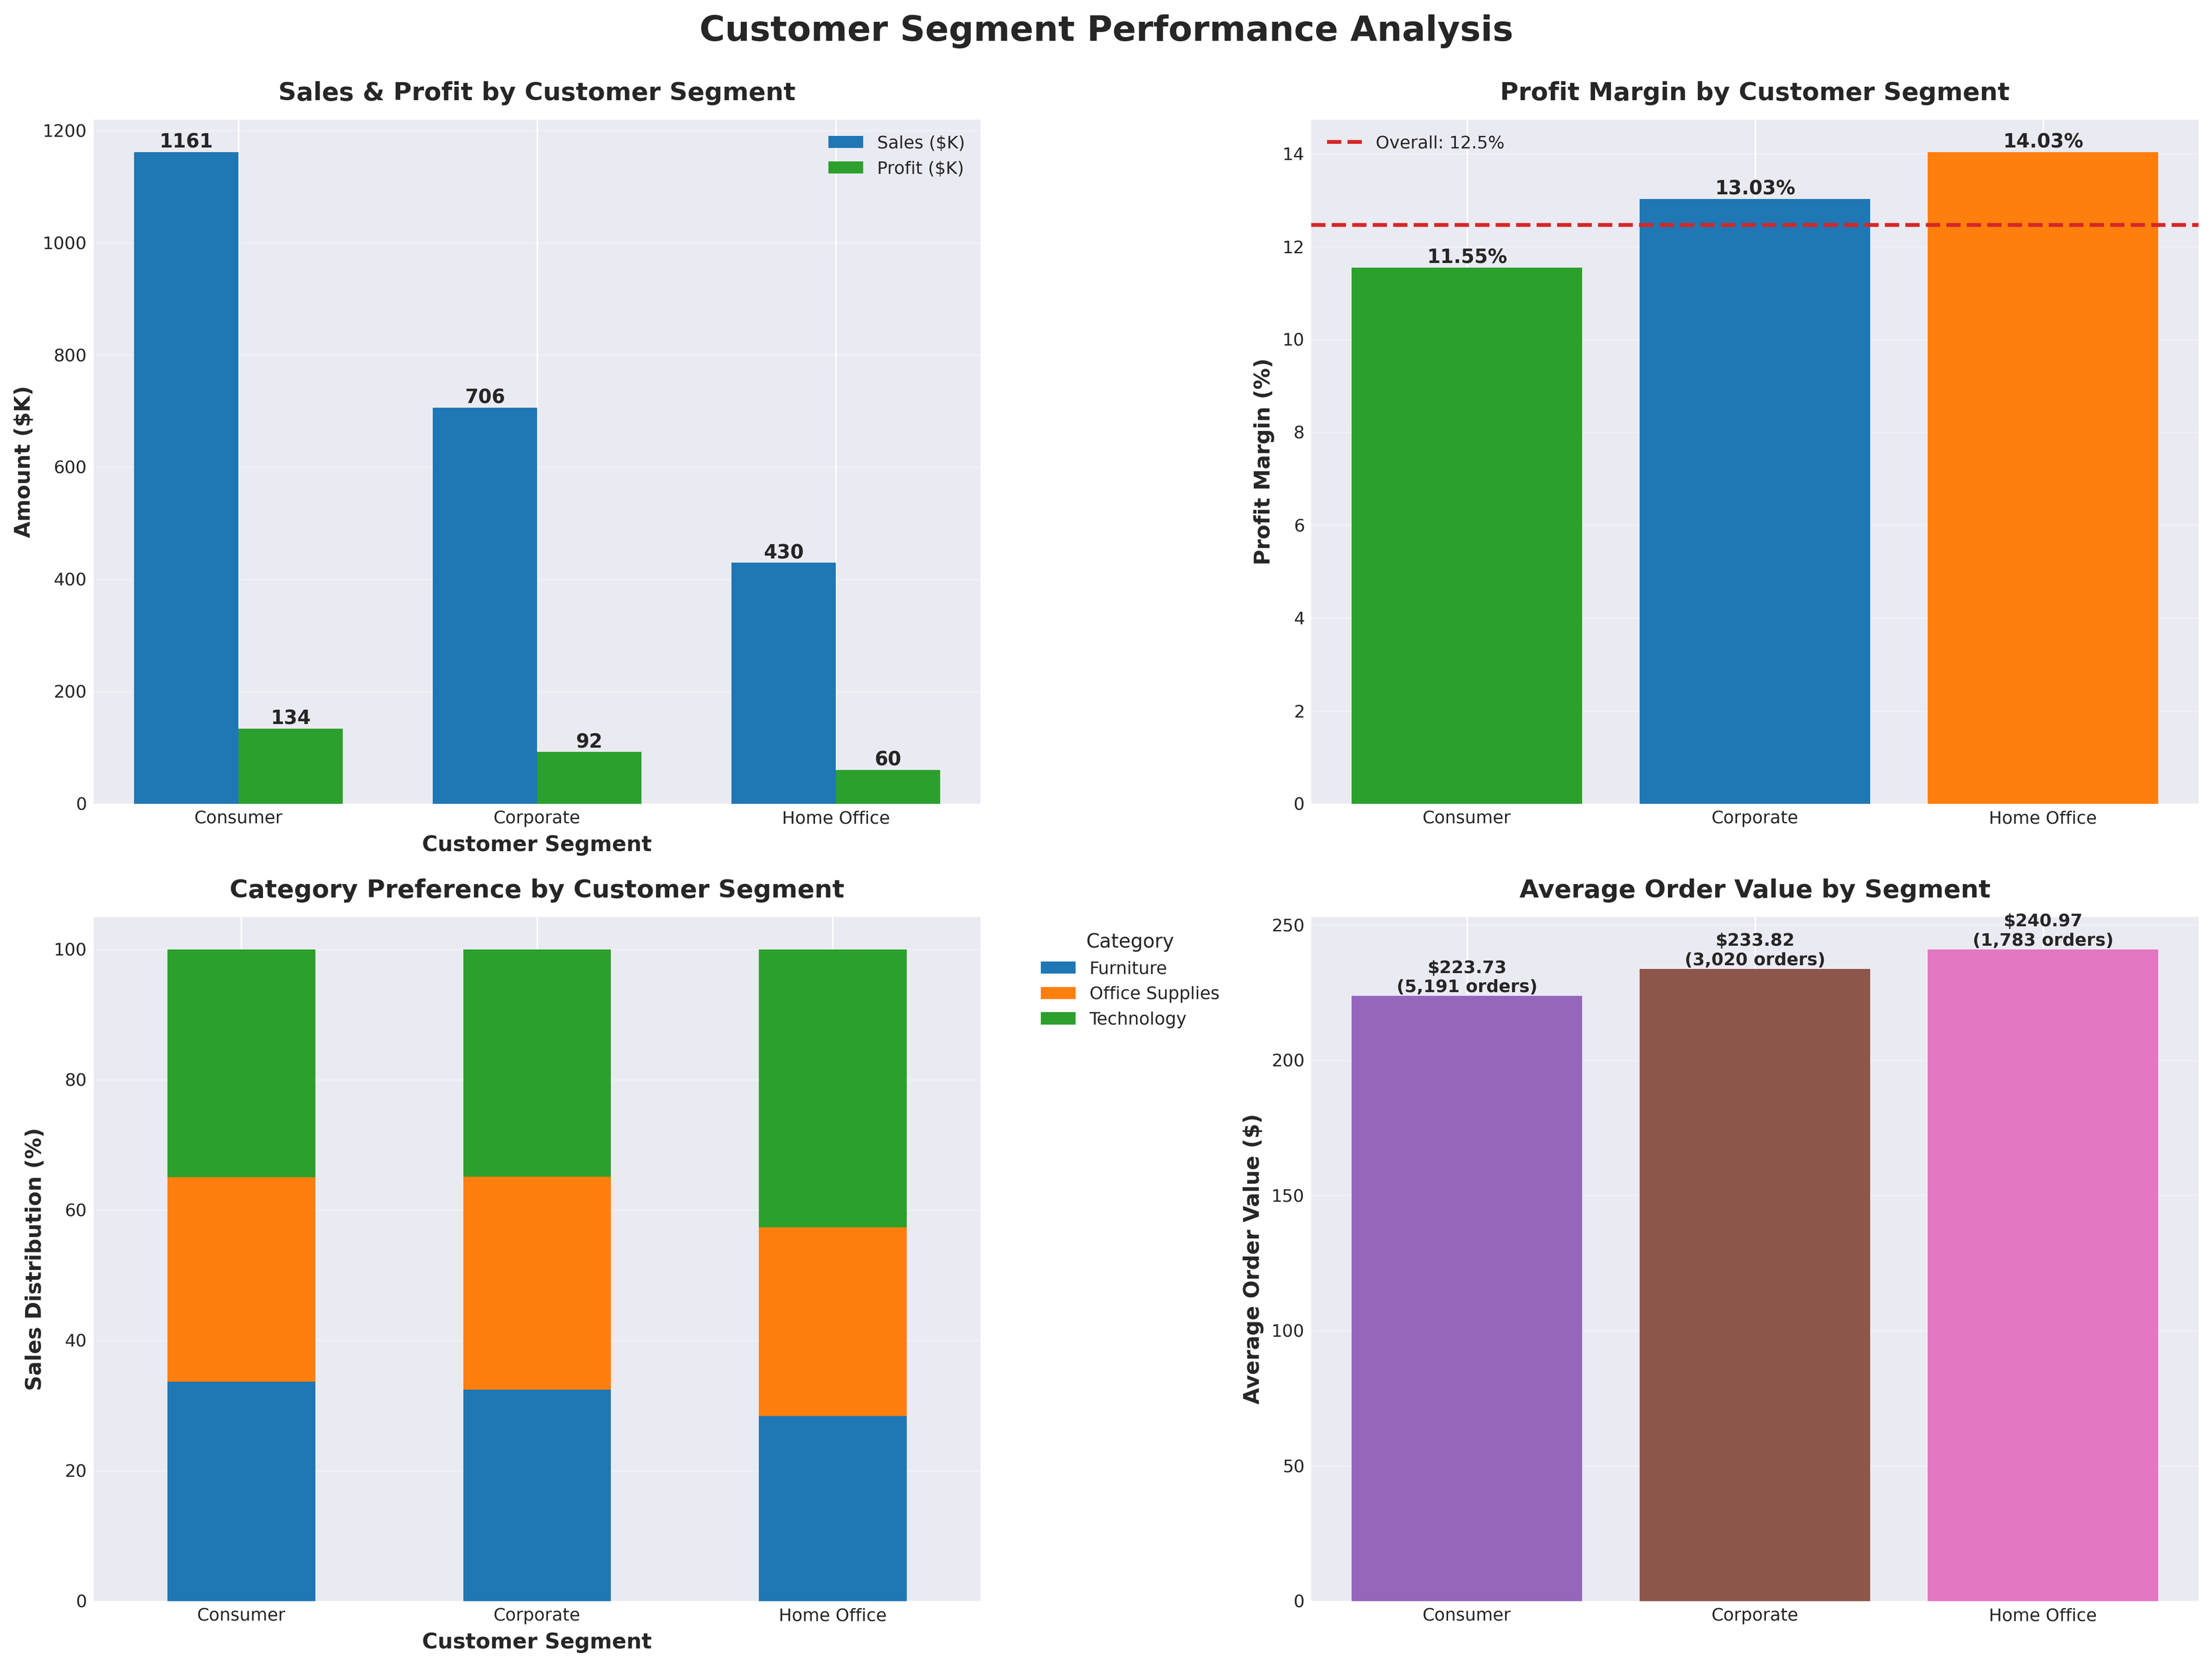 Customer Segment Performance Analysis
Sales & Profit by Customer Segment
Amount ($K)
1200
1000
800
600
400
200
0
1161
134
706
92
430
60
Sales ($K)
Profit ($K)
Consumer
Corporate
Home Office
Customer Segment
Profit Margin by Customer Segment
Profit Margin (%)
14
12
10
8
6
4
2
0
Overall: 12.5%
11.55%
13.03%
14.03%
Consumer
Corporate
Home Office
Category Preference by Customer Segment
Sales Distribution (%)
100
80
60
40
20
0
Consumer
Corporate
Home Office
Customer Segment
Category
Furniture
Office Supplies
Technology
Average Order Value by Segment
Average Order Value ($)
250
200
150
100
50
0
$223.73
(5,191 orders)
$233.82
(3,020 orders)
$240.97
(1,783 orders)
Consumer
Corporate
Home Office